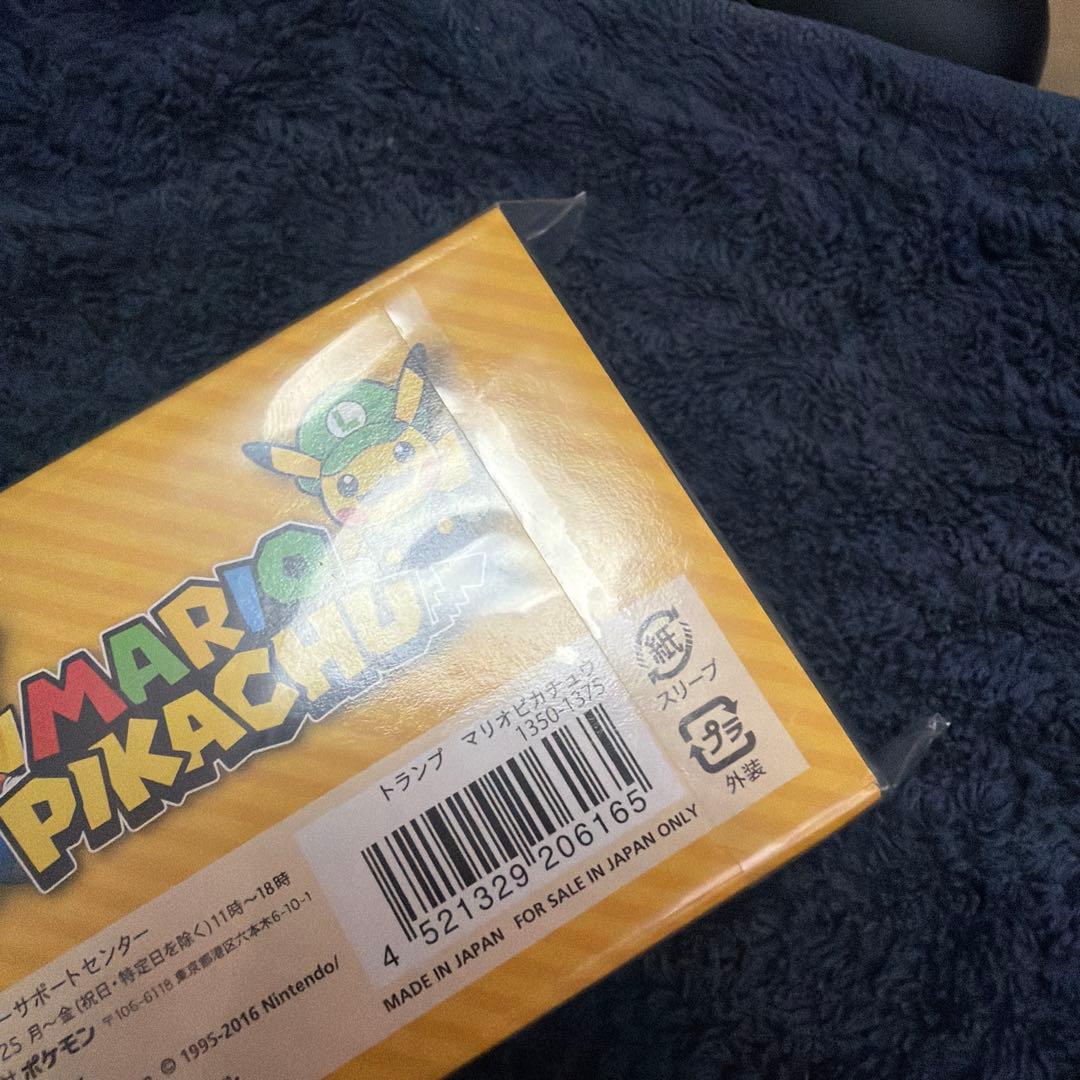 L
MARIO
PIKACHU
紙
スリーブ
プラ
外装
トランプ マリオピカチュウ
1350-1375
4 521329 206165
MADE IN JAPAN FOR SALE IN JAPAN ONLY
ーサポートセンター
25 月〜金(祝日・特定日を除く)11時〜18時
ポケモン 〒106-6118 東京都港区六本木6-10-1
© 1995-2016 Nintendo/